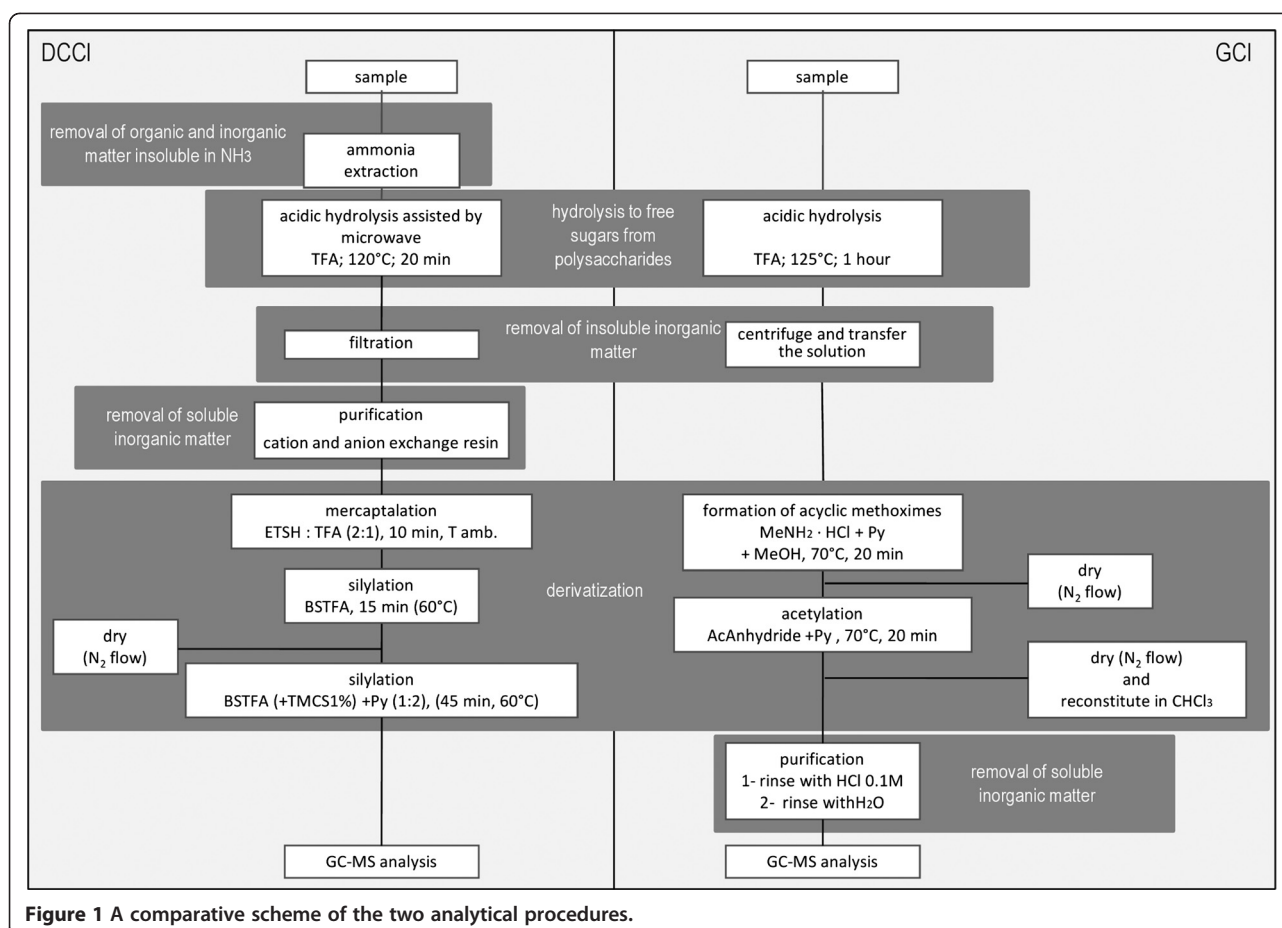 DCCI
GCI
sample
sample
removal of organic and inorganic
matter insoluble in NH3
ammonia
extraction
acidic hydrolysis assisted by
microwave
TFA; 120°C; 20 min
hydrolysis to free
sugars from
polysaccharides
acidic hydrolysis
TFA; 125°C; 1 hour
filtration
removal of insoluble inorganic
matter
centrifuge and transfer
the solution
removal of soluble
inorganic matter
purification
cation and anion exchange resin
mercaptalation
ETSH : TFA (2:1), 10 min, T amb.
formation of acyclic methoximes
MeNH2 · HCl + Py
+ MeOH, 70°C, 20 min
silylation
BSTFA, 15 min (60°C)
derivatization
dry
(N2 flow)
acetylation
AcAnhydride +Py , 70°C, 20 min
dry
(N2 flow)
silylation
BSTFA (+TMCS1%) +Py (1:2), (45 min, 60°C)
dry (N2 flow)
and
reconstitute in CHCl3
purification
1- rinse with HCl 0.1M
2- rinse withH2O
removal of soluble
inorganic matter
GC-MS analysis
GC-MS analysis
Figure 1 A comparative scheme of the two analytical procedures.